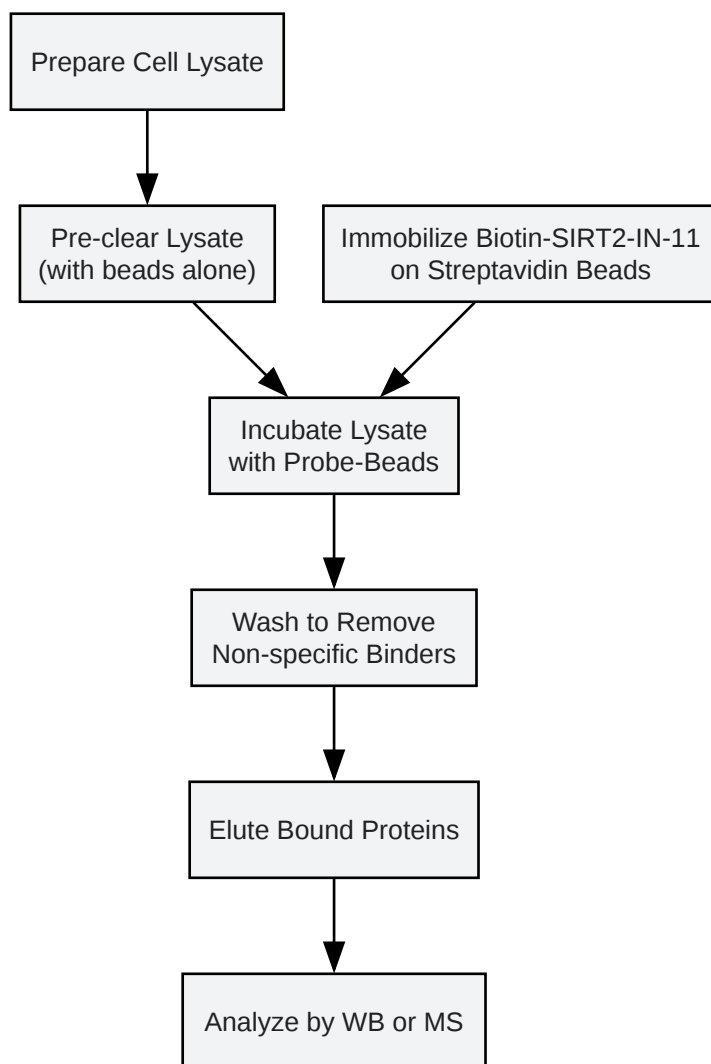 Prepare Cell Lysate
Pre-clear Lysate
(with beads alone)
Immobilize Biotin-SIRT2-IN-11
on Streptavidin Beads
Incubate Lysate
with Probe-Beads
Wash to Remove
Non-specific Binders
Elute Bound Proteins
Analyze by WB or MS